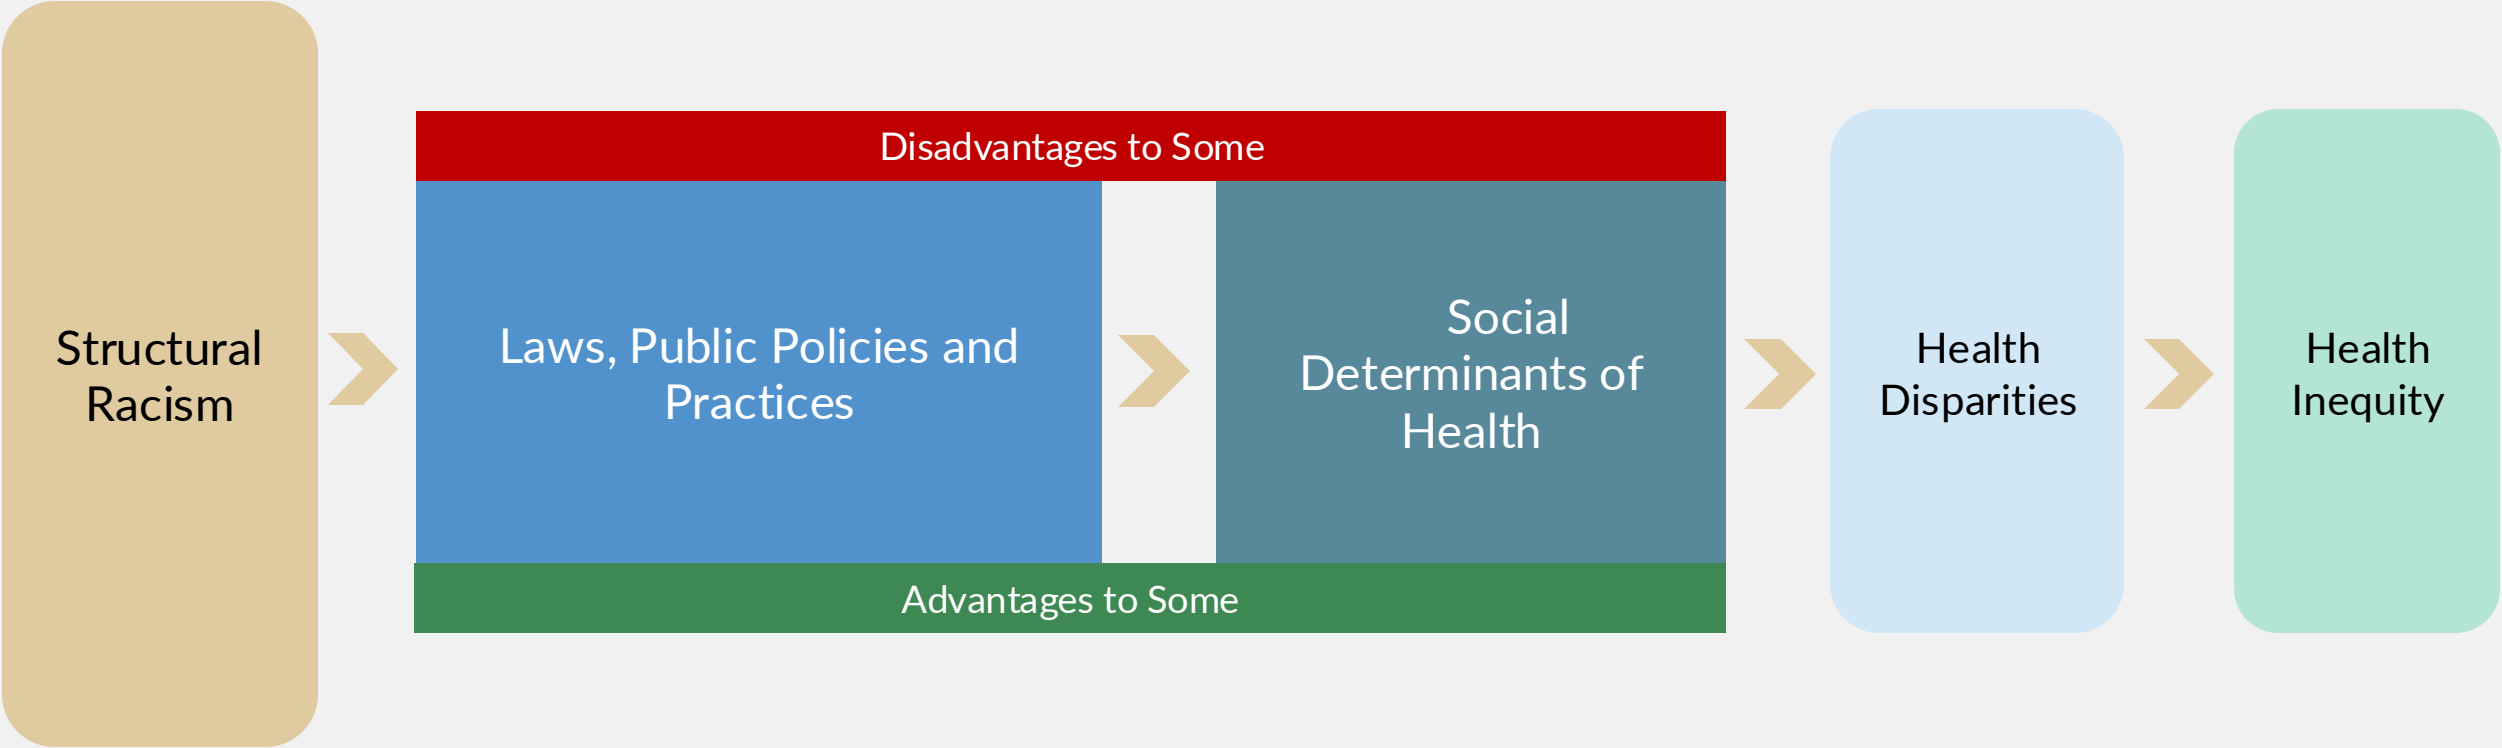 Structural
Racism
Disadvantages to Some
Laws, Public Policies and
Practices
Social
Determinants of
Health
Advantages to Some
Health
Disparities
Health
Inequity